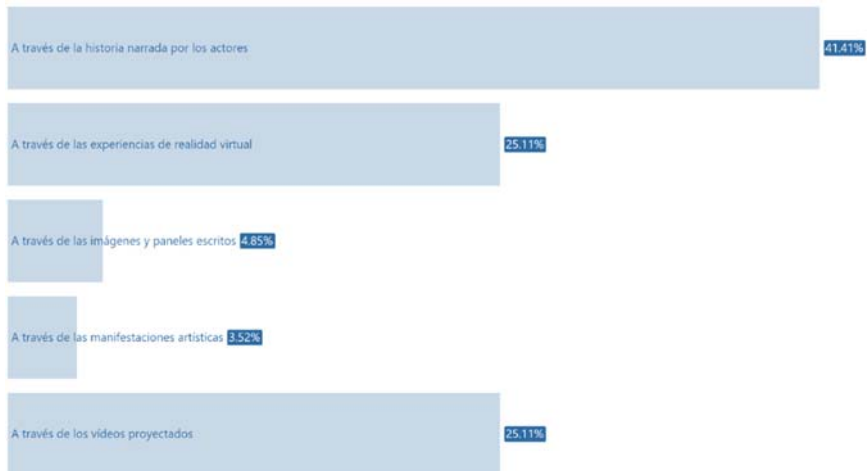 A través de la historia narrada por los actores 41.41%
A través de las experiencias de realidad virtual 25.11%
A través de las imágenes y paneles escritos 4.85%
A través de las manifestaciones artísticas 3.52%
A través de los vídeos proyectados 25.11%